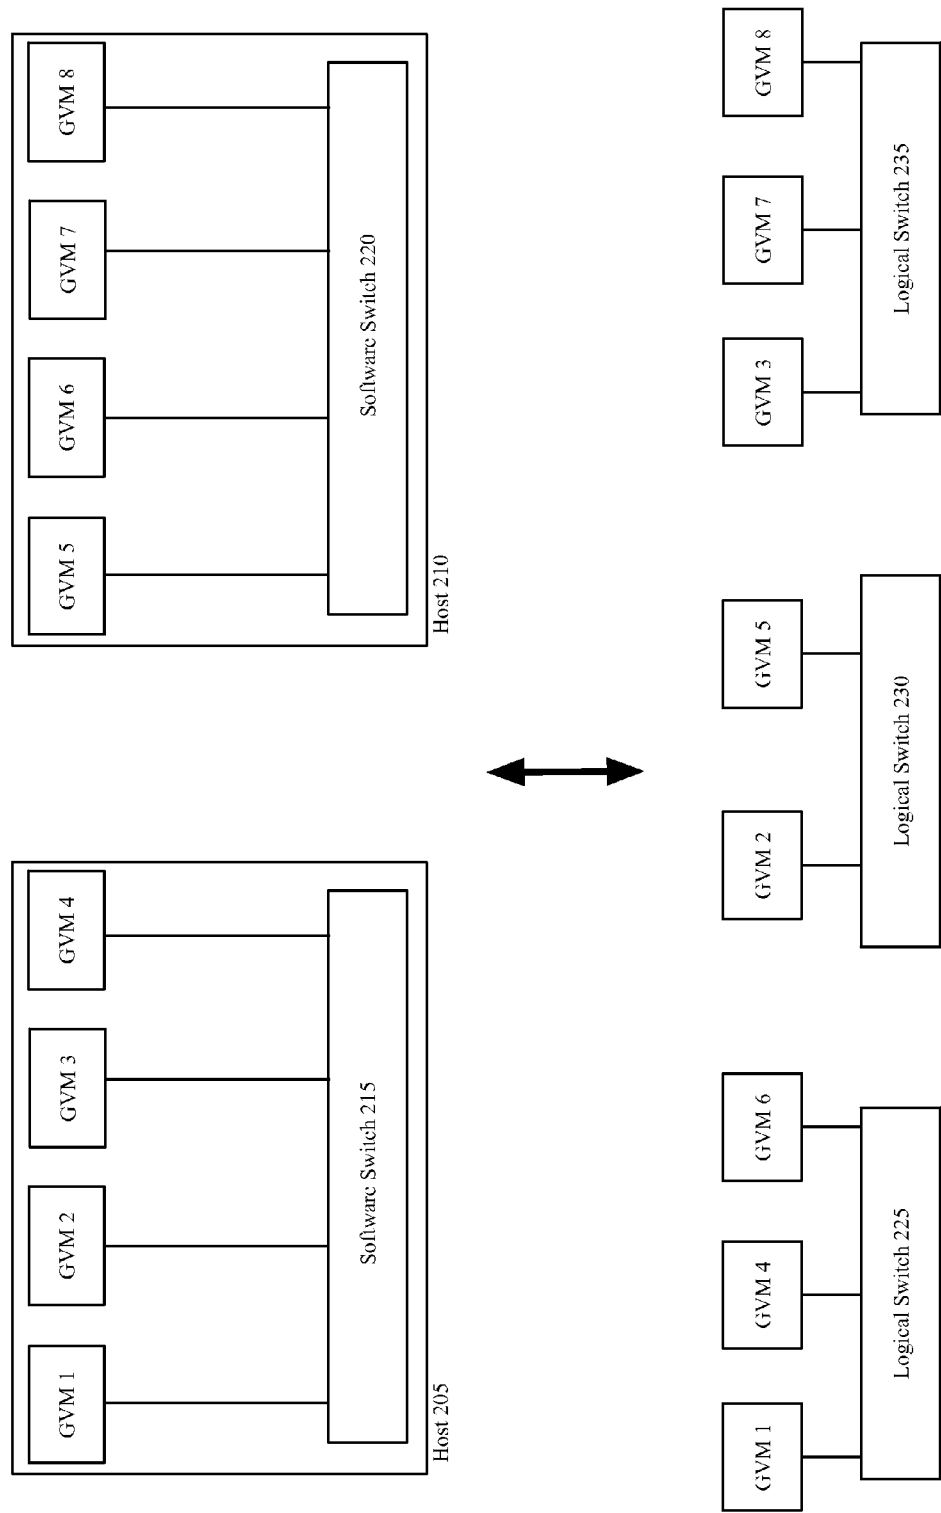 GVM 1
GVM 2
GVM 3
GVM 4
Software Switch 215
Host 205
GVM 5
GVM 6
GVM 7
GVM 8
Software Switch 220
Host 210
GVM 1
GVM 4
GVM 6
Logical Switch 225
GVM 2
GVM 5
Logical Switch 230
GVM 3
GVM 7
GVM 8
Logical Switch 235